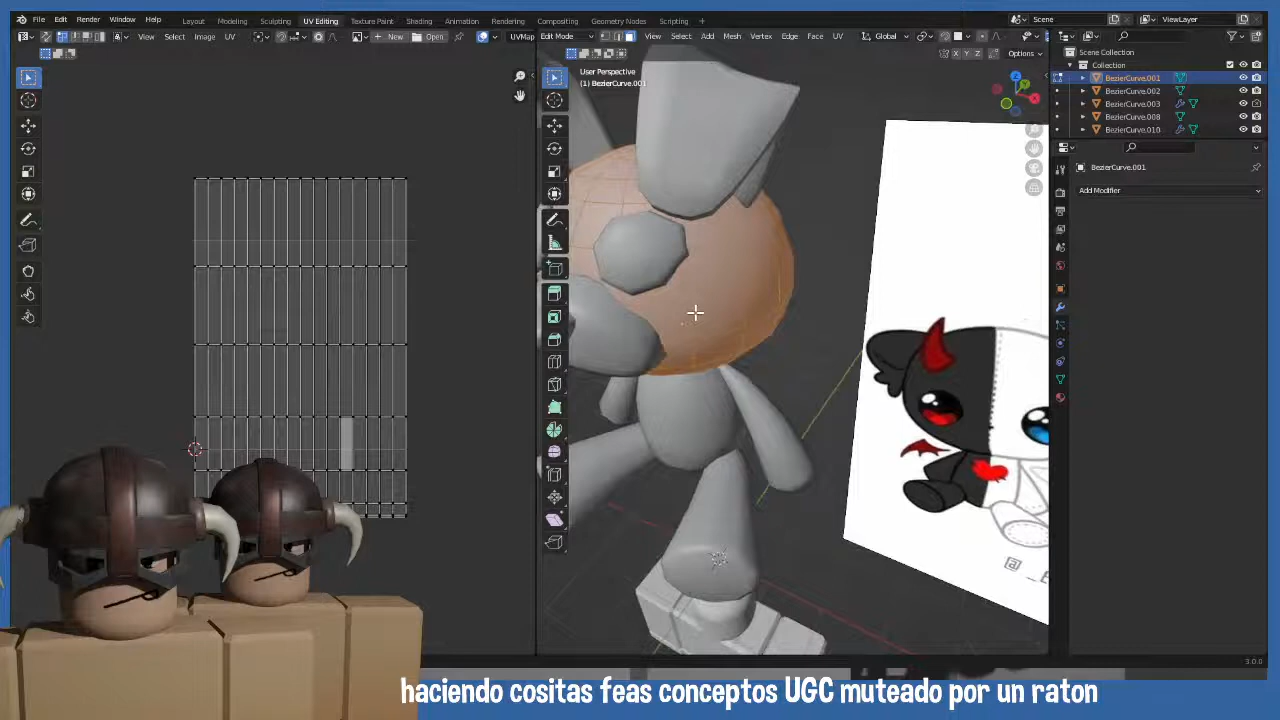 File Edit Render Window Help Layout Modeling Sculpting UV Editing Texture Paint Shading Animation Rendering Compositing Geometry Nodes Scripting + Scene ViewLayer
View Select Image UV New Open UVMap Edit Mode View Select Add Mesh Vertex Edge Face UV Global
X Y Z Options
Scene Collection
Collection
User Perspective
(1) BezierCurve.001
BezierCurve.001
BezierCurve.002
BezierCurve.003
BezierCurve.008
BezierCurve.010
BezierCurve.001
Add Modifier
3.0.0
haciendo cositas feas conceptos UGC muteado por un raton